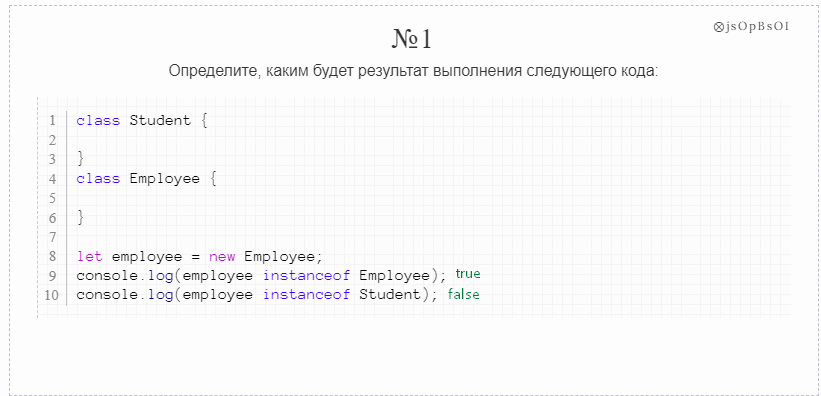 №1
⊗jsOpBsOI
Определите, каким будет результат выполнения следующего кода:
1 class Student {
2
3 }
4 class Employee {
5
6 }
7
8 let employee = new Employee;
9 console.log(employee instanceof Employee); true
10 console.log(employee instanceof Student); false